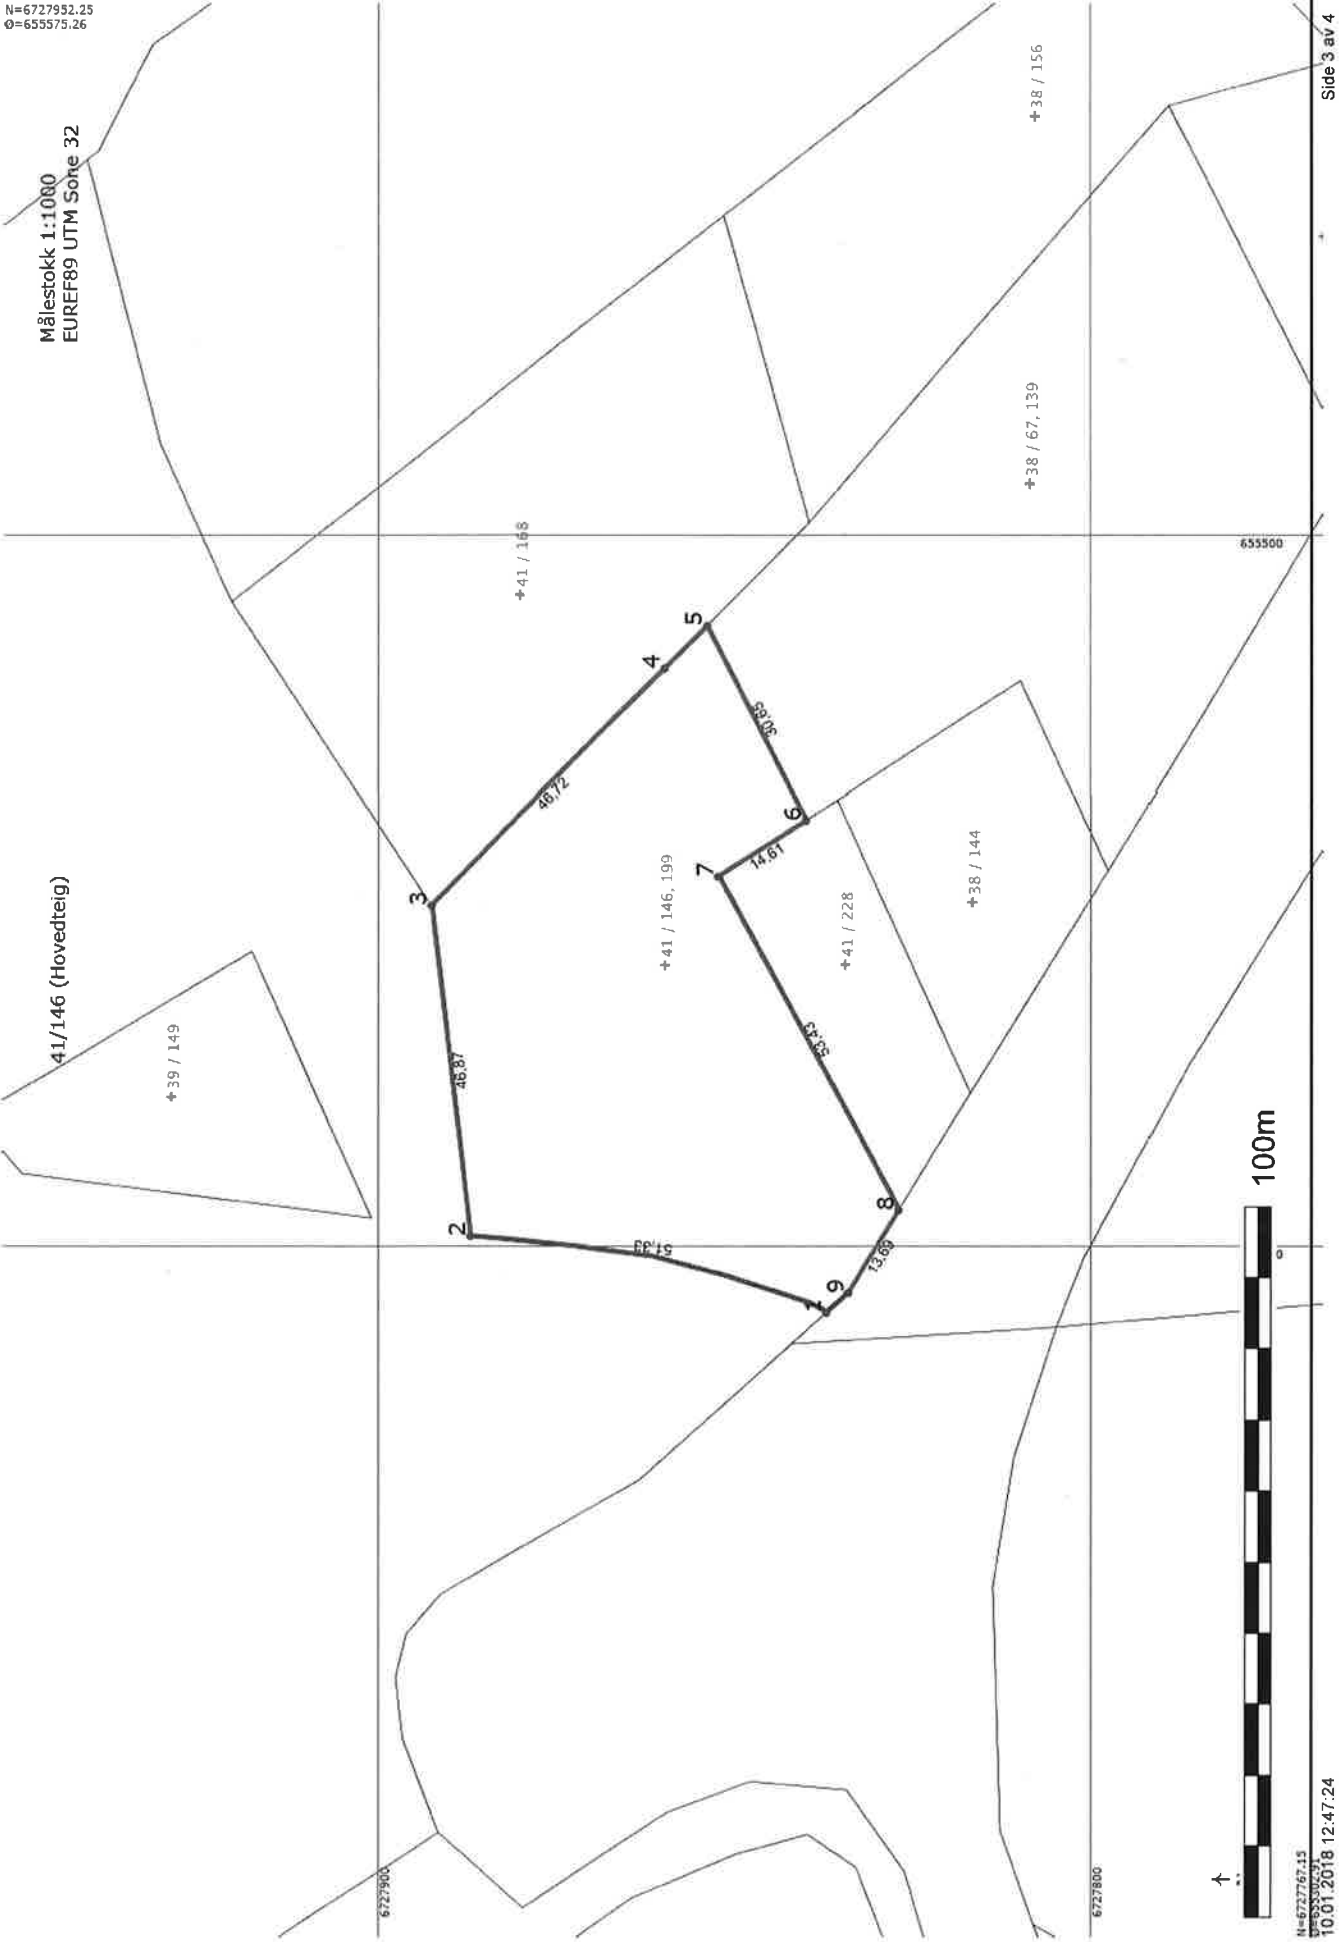 N=6727952.25
Ø=655575.26
Målestokk 1:1000
EUREF89 UTM Sone 32
41/146 (Hovedteig)
39 / 149
38 / 156
41 / 168
38 / 67, 139
655500
3
46,72
4
5
30,65
6
14,61
7
46,87
41 / 146, 199
41 / 228
38 / 144
53,43
2
51,33
8
13,69
9
1
100m
0
6727900
6727800
N=6727767.15
10.01.2018 12:47:24
Side 3 av 4